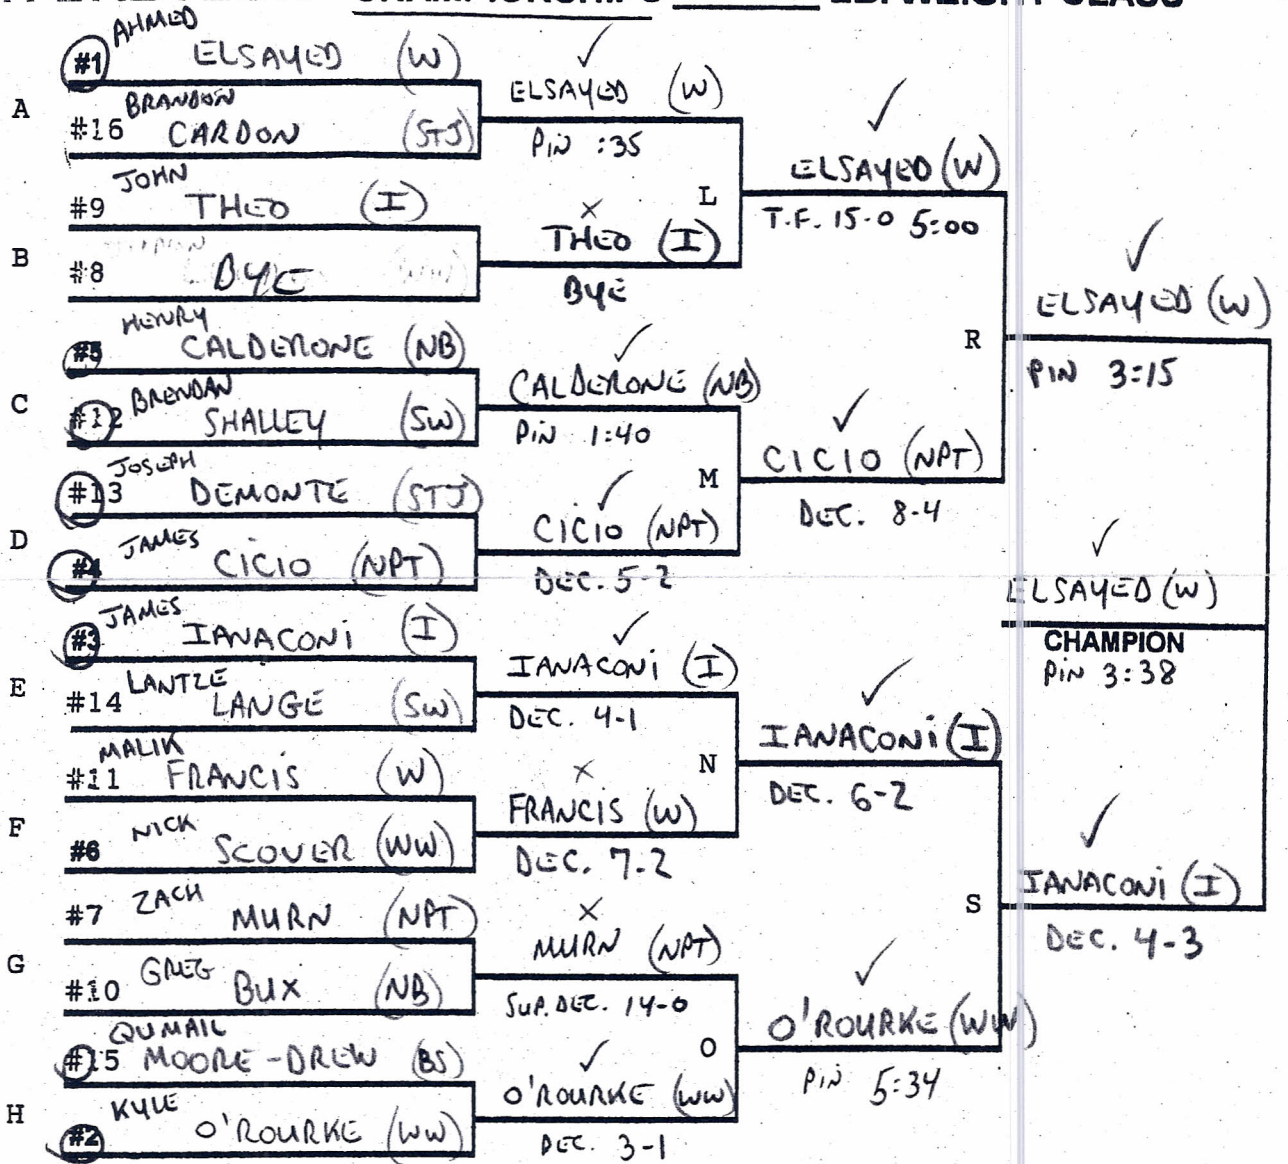 CHAMPIONSHIPS LB. WEIGHT CLASS
AHMED
#1 ELSAYED (W)
A
BRANDON
#16 CARDON (STJ)
JOHN
#9 THEO (I)
B
#8 BYE
HENRY
#5 CALDERONE (NB)
C
BRENDAN
#12 SHALLEY (SW)
JOSEPH
#13 DEMONTE (STJ)
D
JAMES
#4 CICIO (NPT)
JAMES
#3 IANACONI (I)
E
LANTZE
#14 LANGE (SW)
MALIK
#11 FRANCIS (W)
F
NICK
#6 SCOVER (WW)
ZACH
#7 MURN (NPT)
G
GREG
#10 BUX (NB)
QUMAIL
#15 MOORE-DREW (BS)
H
KYLE
#2 O'ROURKE (WW)
ELSAYED (W)
PIN :35
L
THEO (I)
BYE
CALDERONE (NB)
PIN 1:40
M
CICIO (NPT)
DEC. 5-2
IANACONI (I)
DEC. 4-1
N
FRANCIS (W)
DEC. 7-2
MURN (NPT)
SUP. DEC. 14-0
O
O'ROURKE (WW)
DEC. 3-1
ELSAYED (W)
T.F. 15-0 5:00
R
CICIO (NPT)
DEC. 8-4
IANACONI (I)
DEC. 6-2
S
O'ROURKE (WW)
PIN 5:34
ELSAYED (W)
PIN 3:15
ELSAYED (W)
CHAMPION
PIN 3:38
IANACONI (I)
DEC. 4-3